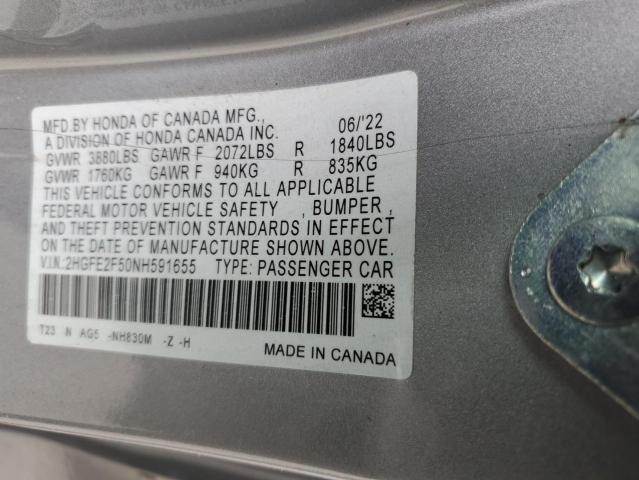 MFD.BY HONDA OF CANADA MFG., 06/'22
A DIVISION OF HONDA CANADA INC.
GVWR 3880LBS GAWR F 2072LBS R 1840LBS
GVWR 1760KG GAWR F 940KG R 835KG
THIS VEHICLE CONFORMS TO ALL APPLICABLE
FEDERAL MOTOR VEHICLE SAFETY , BUMPER ,
AND THEFT PREVENTION STANDARDS IN EFFECT
ON THE DATE OF MANUFACTURE SHOWN ABOVE.
V.I.N:2HGFE2F50NH591655 TYPE: PASSENGER CAR
T23 N AG5 -NH830M -Z -H
MADE IN CANADA